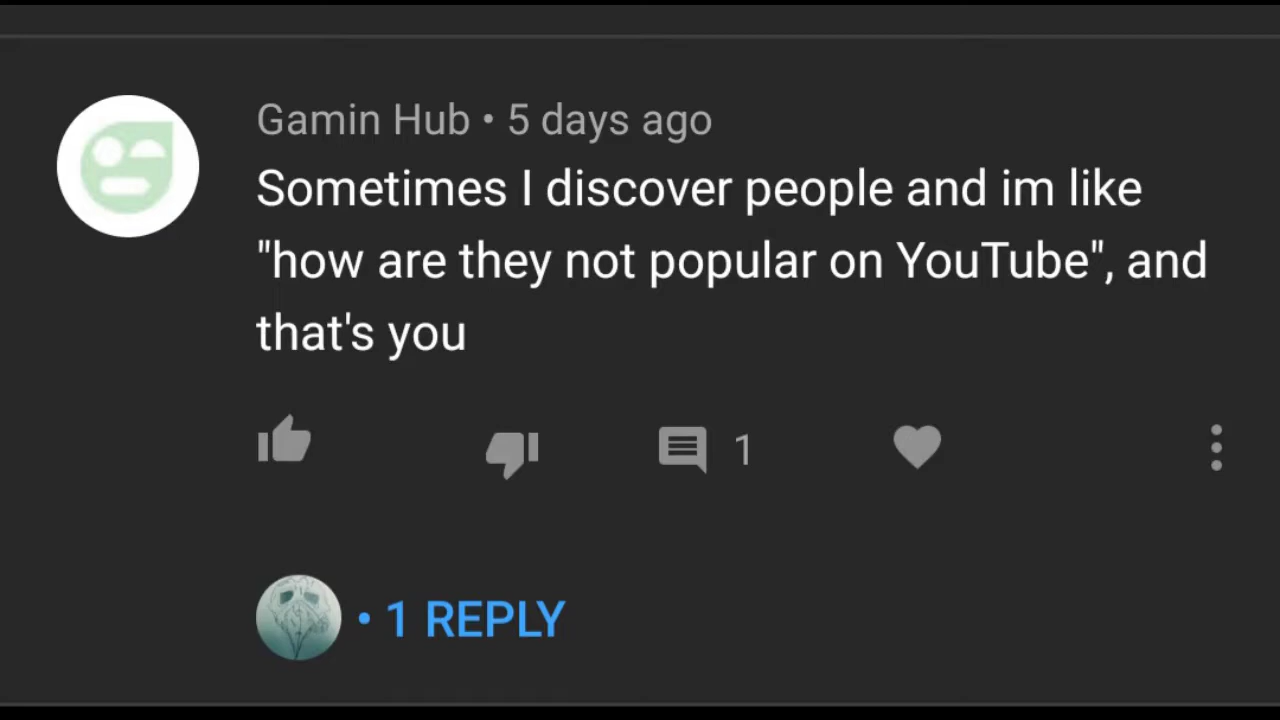 Gamin Hub • 5 days ago
Sometimes I discover people and im like
"how are they not popular on YouTube", and
that's you
1
• 1 REPLY